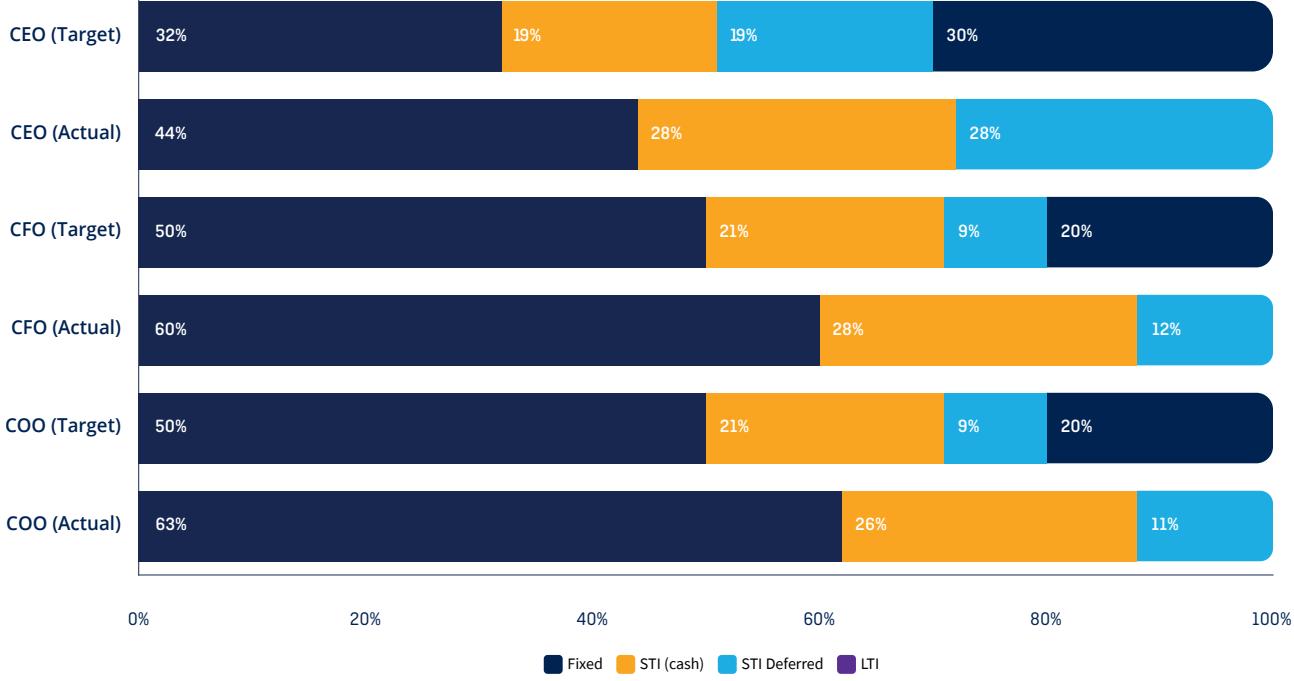 CEO (Target) 32% 19% 19% 30%
CEO (Actual) 44% 28% 28%
CFO (Target) 50% 21% 9% 20%
CFO (Actual) 60% 28% 12%
COO (Target) 50% 21% 9% 20%
COO (Actual) 63% 26% 11%
0% 20% 40% 60% 80% 100%
Fixed STI (cash) STI Deferred LTI